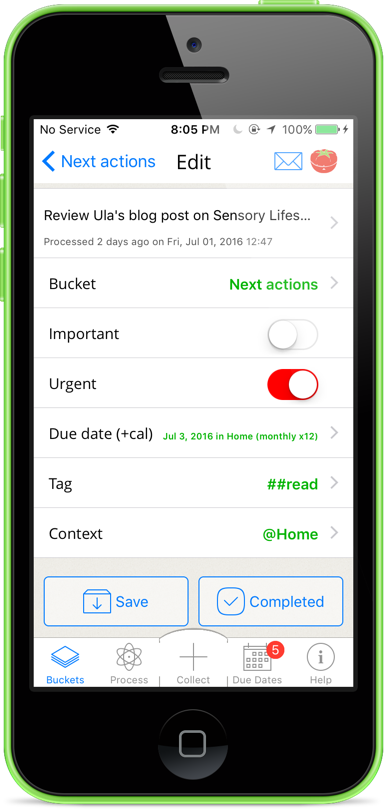 No Service 8:05 PM 100%
Next actions Edit
Review Ula's blog post on Sensory Lifes...
Processed 2 days ago on Fri, Jul 01, 2016 12:47
Bucket Next actions
Important
Urgent
Due date (+cal) Jul 3, 2016 in Home (monthly x12)
Tag ##read
Context @Home
Save Completed
5
Buckets Process Collect Due Dates Help